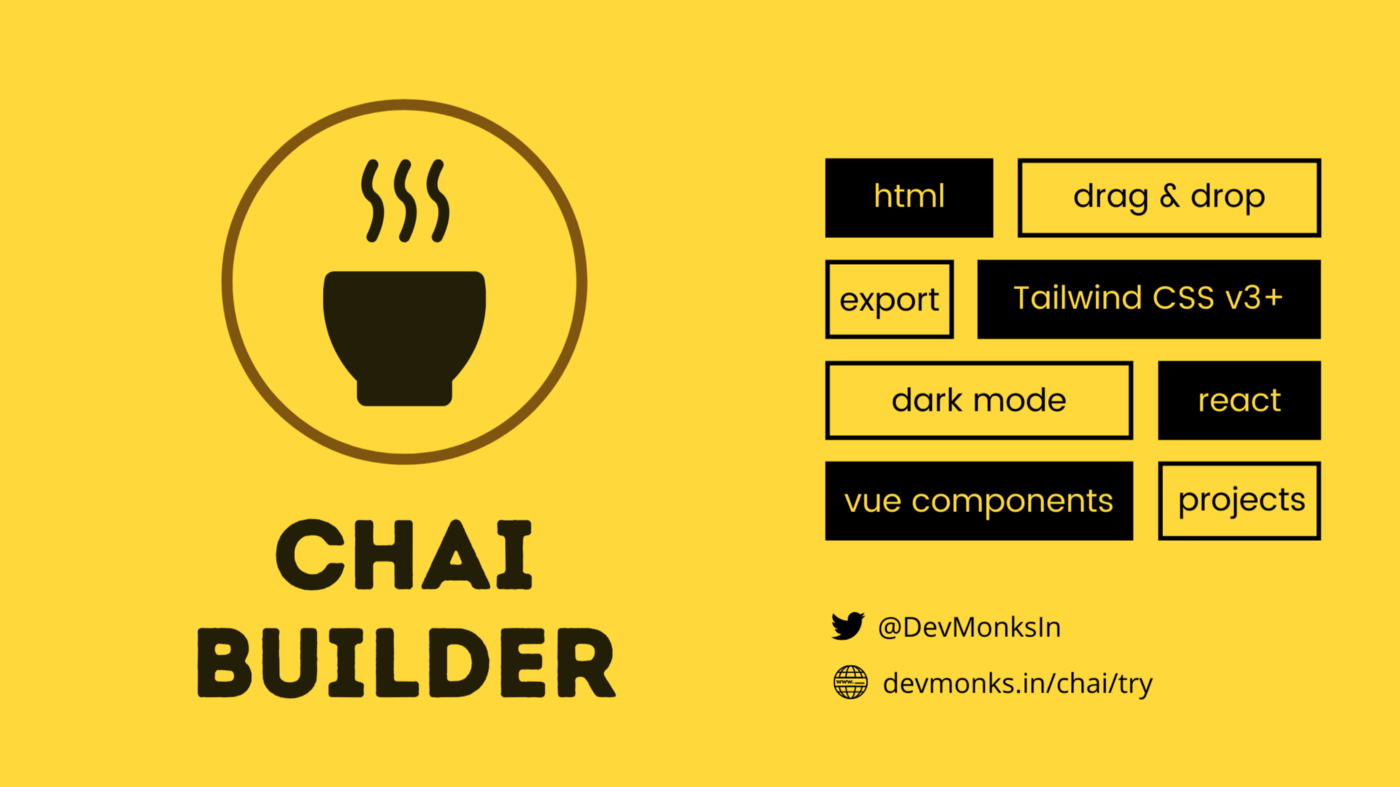 CHAI
BUILDER
html
drag & drop
export
Tailwind CSS v3+
dark mode
react
vue components
projects
@DevMonksIn
www.
devmonks.in/chai/try